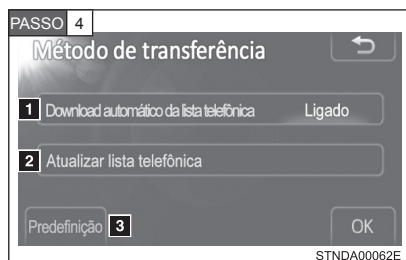 PASSO 4
Método de transferência
1 Download automático da lista telefônica Ligado
2 Atualizar lista telefônica
Predefinição 3 OK
STNDA00062E